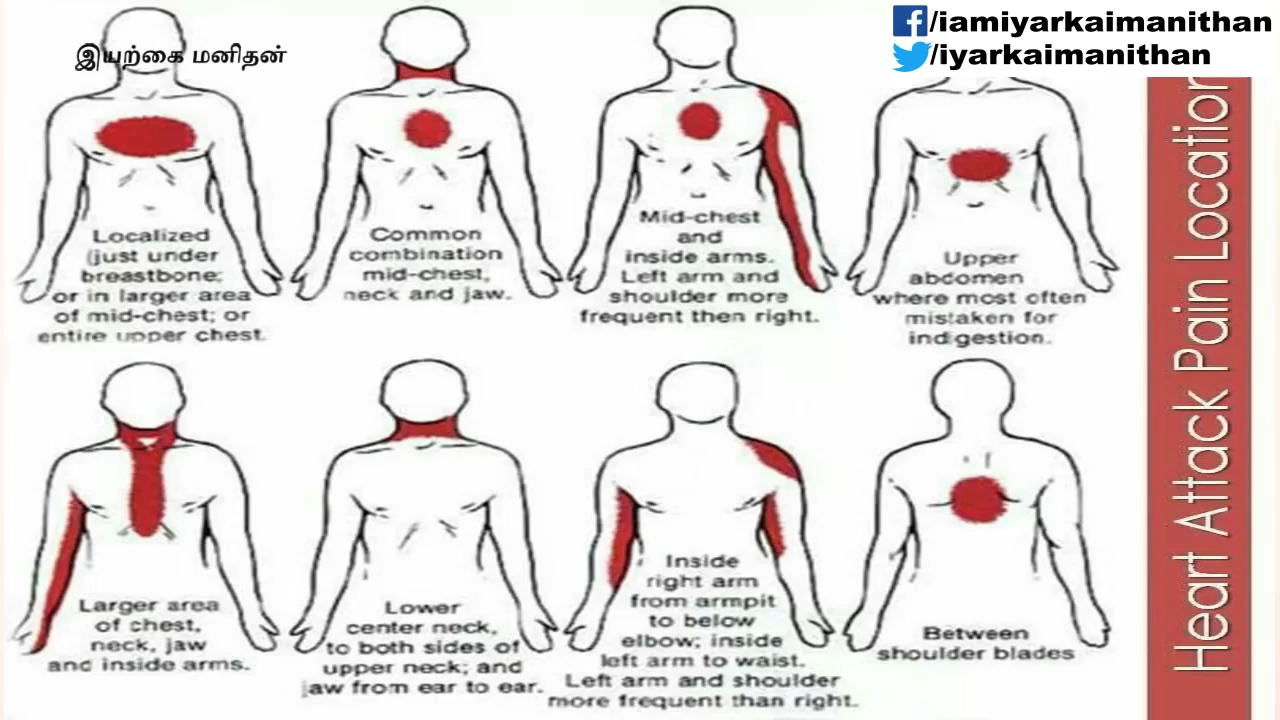 இயற்கை மனிதன்
/iamiyarkaimanithan
/iyarkaimanithan
Localized
(just under
breastbone;
or in larger area
of mid-chest; or
entire upper chest.
Common
combination
mid-chest,
neck and jaw.
Mid-chest
and
inside arms.
Left arm and
shoulder more
frequent then right.
Upper
abdomen
where most often
mistaken for
indigestion.
Larger area
of chest,
neck, jaw
and inside arms.
Lower
center neck,
to both sides of
upper neck; and
jaw from ear to ear.
Inside
right arm
from armpit
to below
elbow; inside
left arm to waist.
Left arm and shoulder
more frequent than right.
Between
shoulder blades
Heart Attack Pain Location